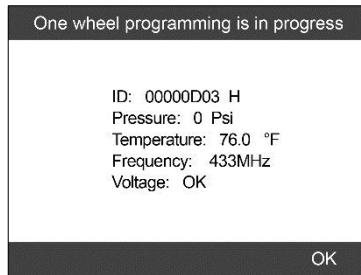 One wheel programming is in progress
ID: 00000D03 H
Pressure: 0 Psi
Temperature: 76.0 °F
Frequency: 433MHz
Voltage: OK
OK